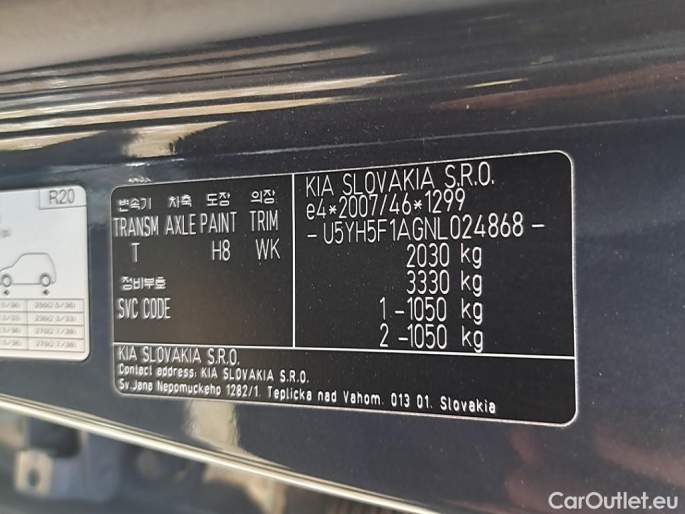 R20
변속기 차축 도장 의장
TRANSM AXLE PAINT TRIM
T H8 WK
정비부호
SVC CODE
KIA SLOVAKIA S.R.O.
e4*2007/46*1299
- U5YH5F1AGNL024868 -
2030 kg
3330 kg
1 -1050 kg
2 -1050 kg
KIA SLOVAKIA S.R.O.
Contact address: KIA SLOVAKIA S.R.O.
Sv.Jana Nepomuckeho 1282/1. Teplicka nad Vahom. 013 01. Slovakia
CarOutlet.eu